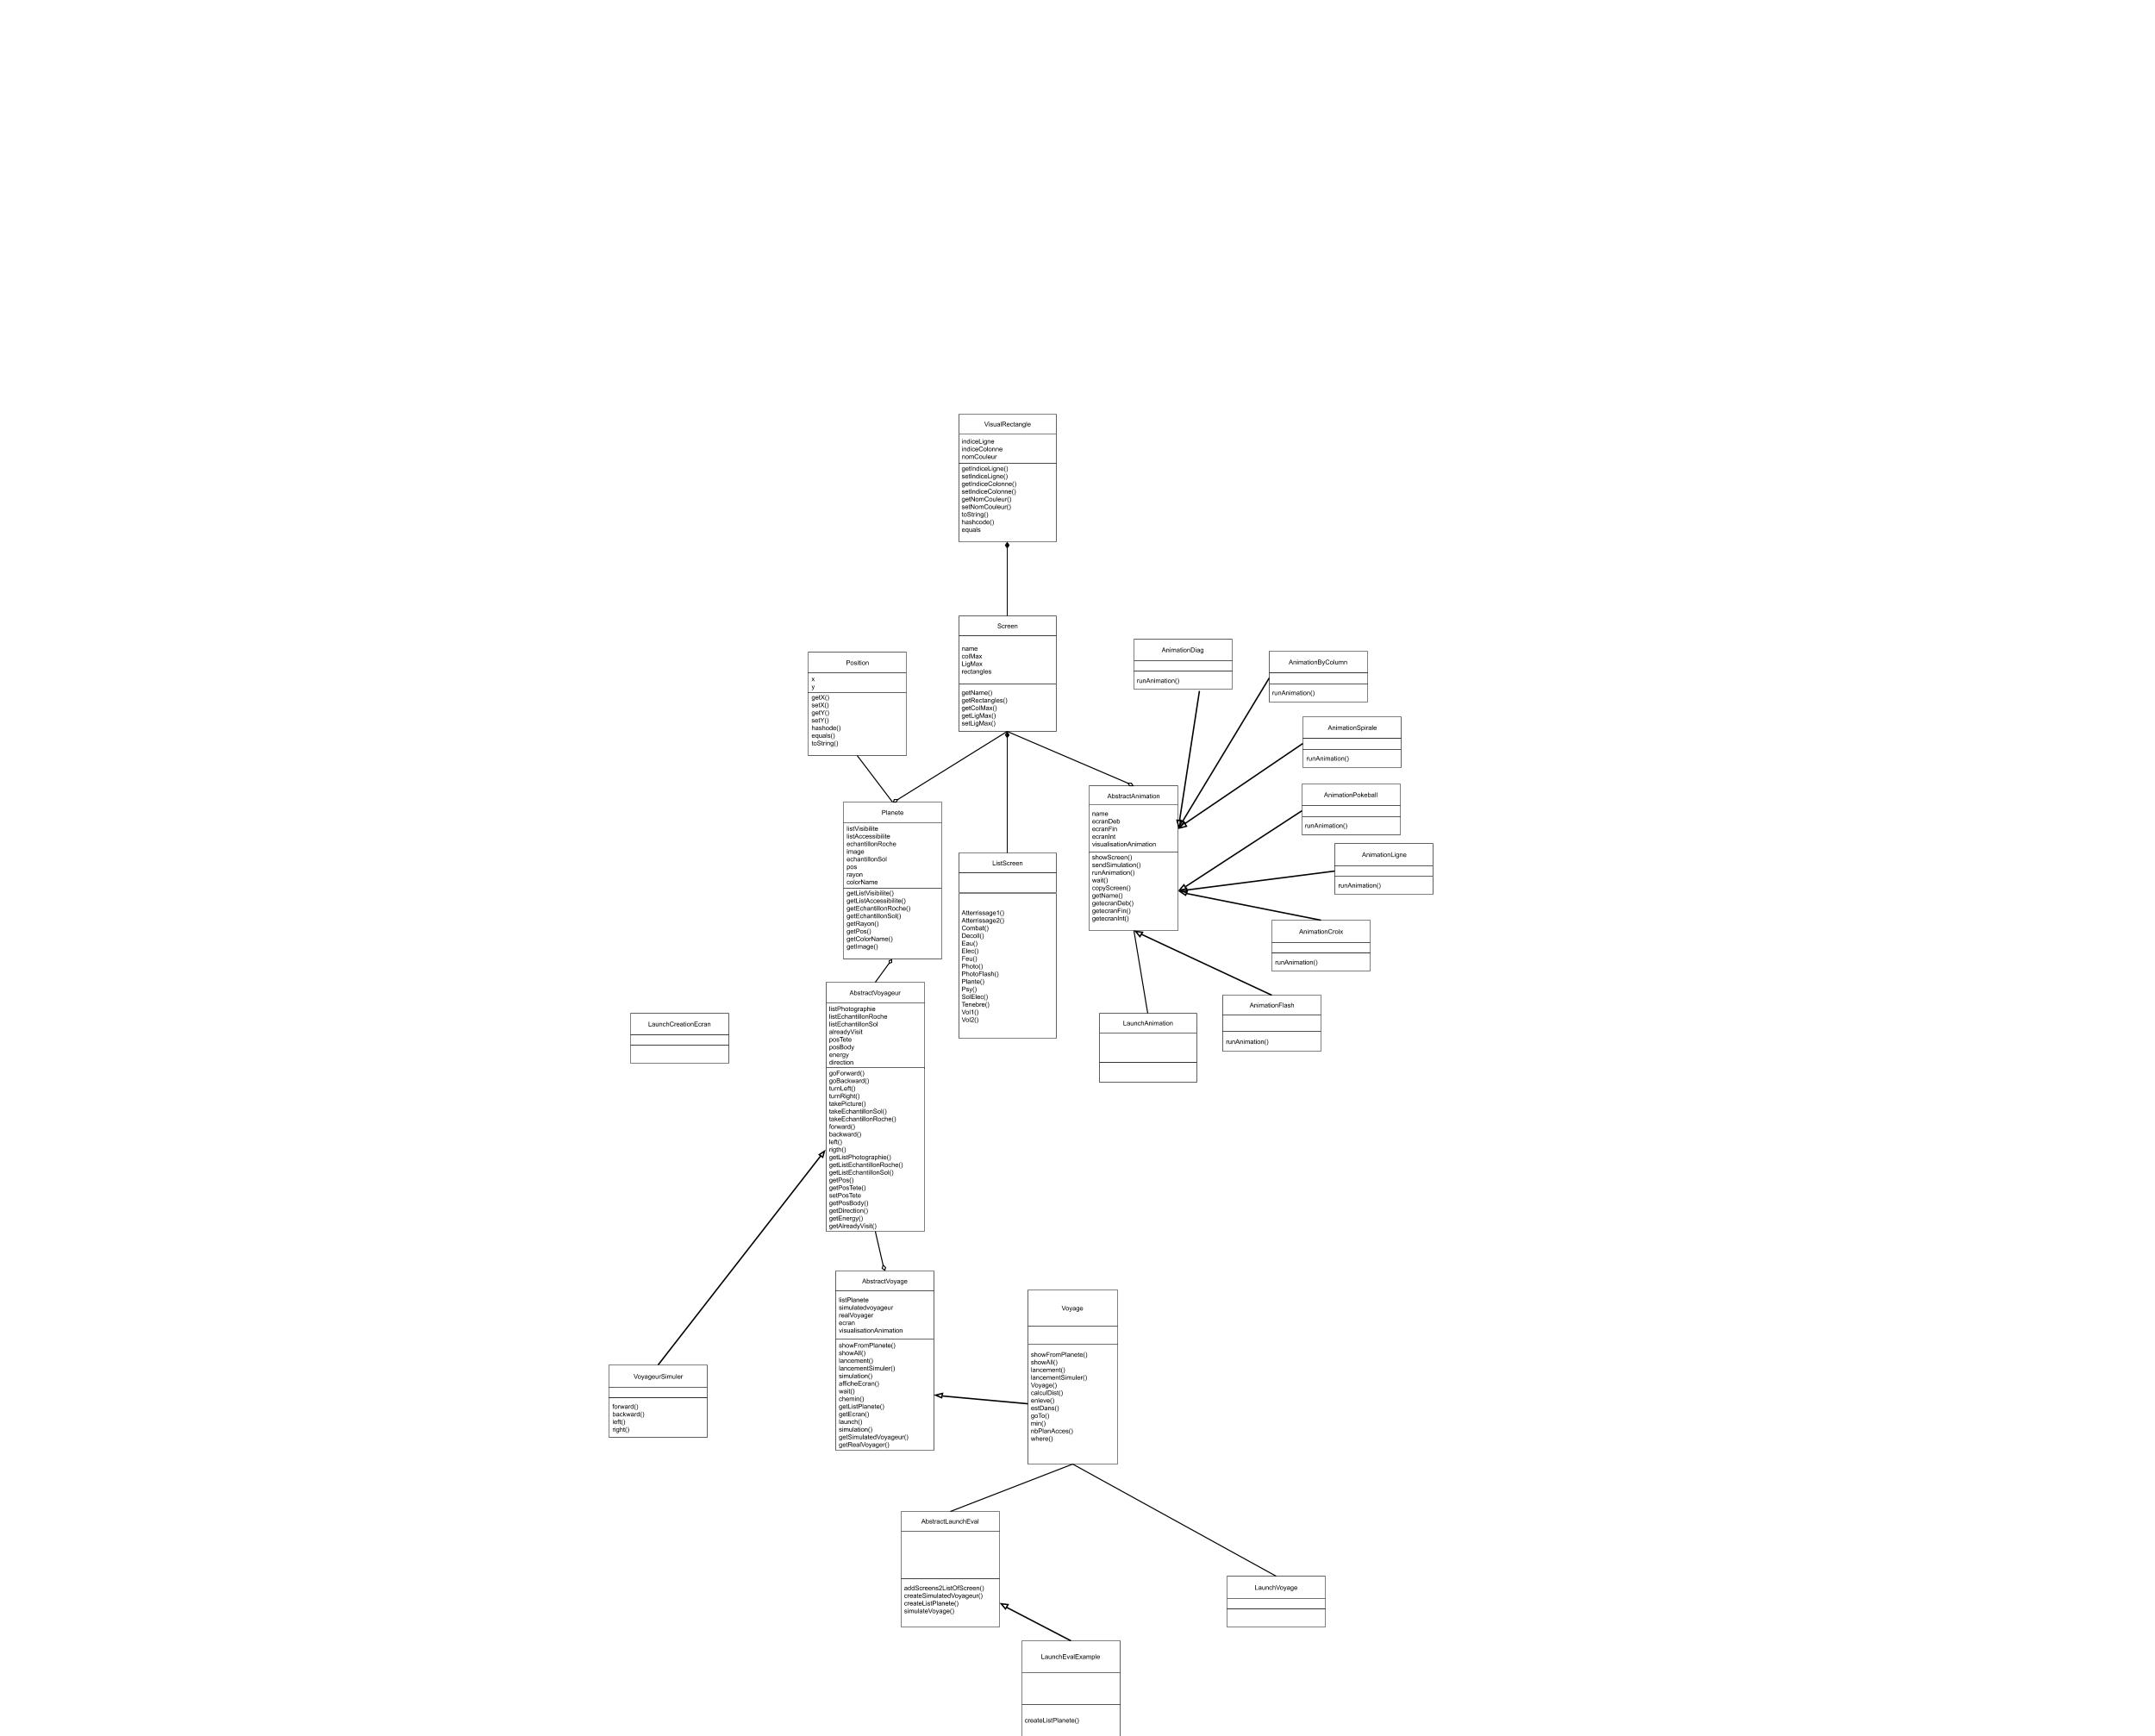 VisualRectangle
indiceLigne
indiceColonne
nomCouleur
getIndiceLigne()
setIndiceLigne()
getIndiceColonne()
setIndiceColonne()
getNomCouleur()
setNomCouleur()
toString()
hashcode()
equals
Screen
name
colMax
LigMax
rectangles
getName()
getRectangles()
getColMax()
getLigMax()
setLigMax()
Position
x
y
getX()
setX()
getY()
setY()
hashode()
equals()
toString()
AnimationDiag
runAnimation()
AnimationByColumn
runAnimation()
AnimationSpirale
runAnimation()
AnimationPokeball
runAnimation()
AnimationLigne
runAnimation()
AnimationCroix
runAnimation()
AnimationFlash
runAnimation()
AbstractAnimation
name
ecranDeb
ecranFin
ecranInt
visualisationAnimation
showScreen()
sendSimulation()
runAnimation()
wait()
copyScreen()
getName()
getecranDeb()
getecranFin()
getecranInt()
Planete
listVisibilite
listAccessibilite
echantillonRoche
image
echantillonSol
pos
rayon
colorName
getListVisibilite()
getListAccessibilite()
getEchantillonRoche()
getEchantillonSol()
getRayon()
getPos()
getColorName()
getImage()
ListScreen
Atterrissage1()
Atterrissage2()
Combat()
Decoll()
Eau()
Elec()
Feu()
Photo()
PhotoFlash()
Plante()
Psy()
SolElec()
Tenebre()
Vol1()
Vol2()
LaunchAnimation
LaunchCreationEcran
AbstractVoyageur
listPhotographie
listEchantillonRoche
listEchantillonSol
alreadyVisit
posTete
posBody
energy
direction
goForward()
goBackward()
turnLeft()
turnRight()
takePicture()
takeEchantillonSol()
takeEchantillonRoche()
forward()
backward()
left()
rigth()
getListPhotographie()
getListEchantillonRoche()
getListEchantillonSol()
getPos()
getPosTete()
setPosTete
getPosBody()
getDirection()
getEnergy()
getAlreadyVisit()
VoyageurSimuler
forward()
backward()
left()
right()
AbstractVoyage
listPlanete
simulatedvoyageur
realVoyager
ecran
visualisationAnimation
showFromPlanete()
showAll()
lancement()
lancementSimuler()
simulation()
afficheEcran()
wait()
chemin()
getListPlanete()
getEcran()
launch()
simulation()
getSimulatedVoyageur()
getRealVoyager()
Voyage
showFromPlanete()
showAll()
lancement()
lancementSimuler()
Voyage()
calculDist()
enleve()
estDans()
goTo()
min()
nbPlanAcces()
where()
AbstractLaunchEval
addScreens2ListOfScreen()
createSimulatedVoyageur()
createListPlanete()
simulateVoyage()
LaunchVoyage
LaunchEvalExample
createListPlanete()